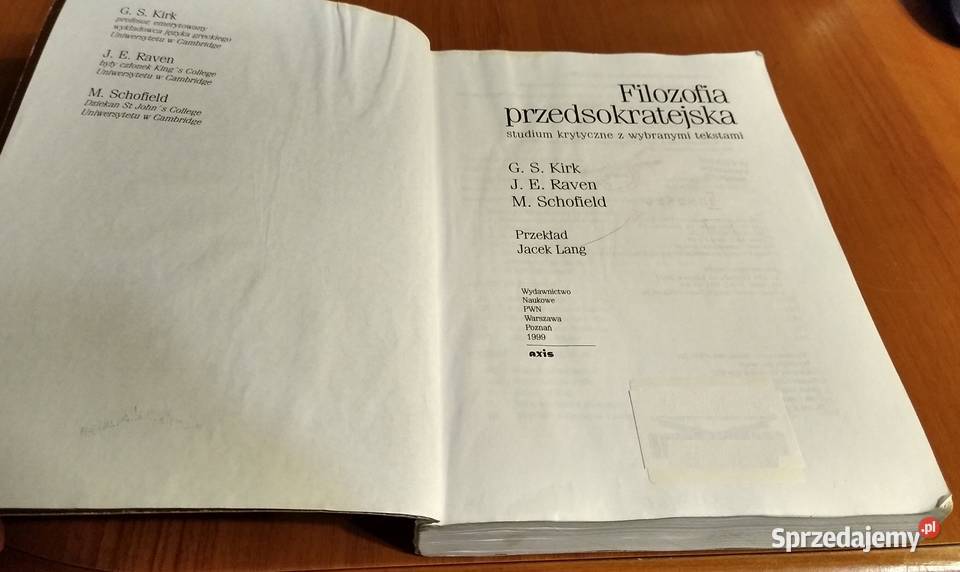 G. S. Kirk
profesor emerytowany
wykładowca języka greckiego
Uniwersytetu w Cambridge
J. E. Raven
były członek King's College
Uniwersytetu w Cambridge
M. Schofield
Dziekan St John's College
Uniwersytetu w Cambridge
Filozofia
przedsokratejska
studium krytyczne z wybranymi tekstami
G. S. Kirk
J. E. Raven
M. Schofield
Przekład
Jacek Lang
Wydawnictwo
Naukowe
PWN
Warszawa
Poznań
1999
axis
Sprzedajemy.pl